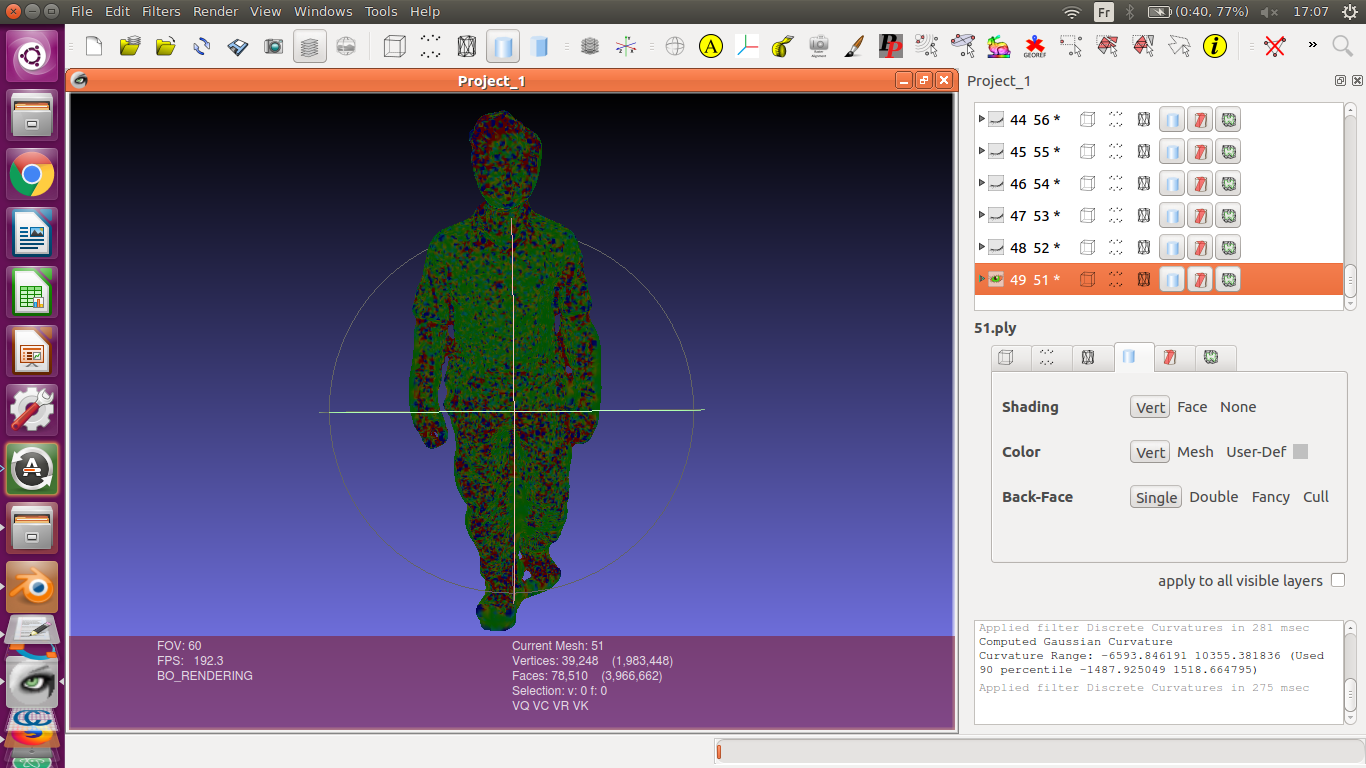 File Edit Filters Render View Windows Tools Help
Fr
(0:40, 77%)
17:07
A
PP
GEOREF
i
»
Project_1
Project_1
44 56 *
45 55 *
46 54 *
47 53 *
48 52 *
49 51 *
51.ply
Shading Vert Face None
Color Vert Mesh User-Def
Back-Face Single Double Fancy Cull
apply to all visible layers
Applied filter Discrete Curvatures in 281 msec
Computed Gaussian Curvature
Curvature Range: -6593.846191 10355.381836 (Used
90 percentile -1487.925049 1518.664795)
Applied filter Discrete Curvatures in 275 msec
FOV: 60
FPS: 192.3
BO_RENDERING
Current Mesh: 51
Vertices: 39,248 (1,983,448)
Faces: 78,510 (3,966,662)
Selection: v: 0 f: 0
VQ VC VR VK